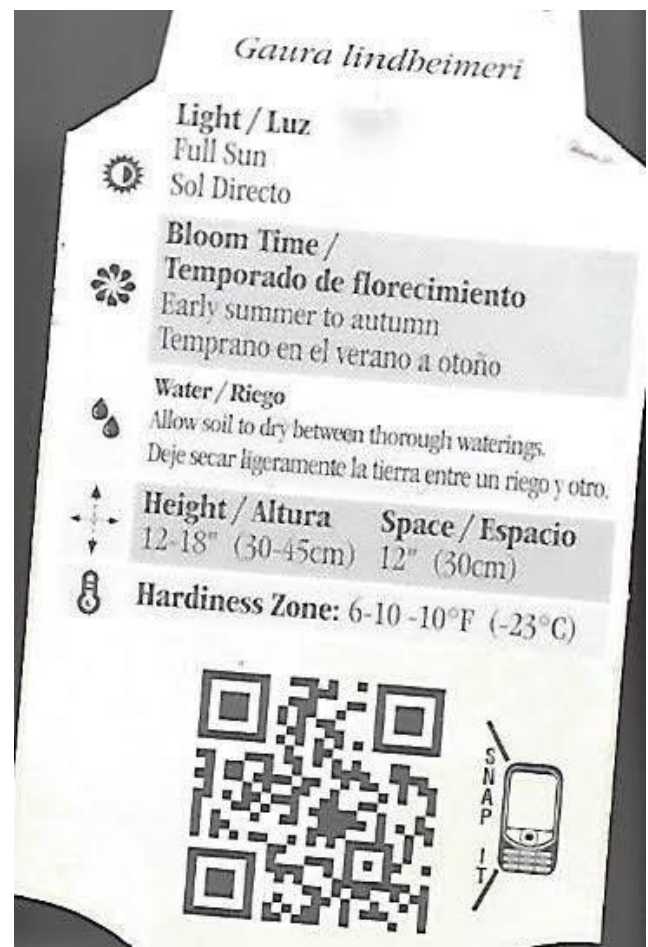 Gaura lindheimeri
Light / Luz
Full Sun
Sol Directo
Bloom Time /
Temporado de florecimiento
Early summer to autumn
Temprano en el verano a otoño
Water / Riego
Allow soil to dry between thorough waterings.
Deje secar ligeramente la tierra entre un riego y otro.
Height / Altura Space / Espacio
12-18" (30-45cm) 12" (30cm)
Hardiness Zone: 6-10 -10°F (-23°C)
SNAP IT